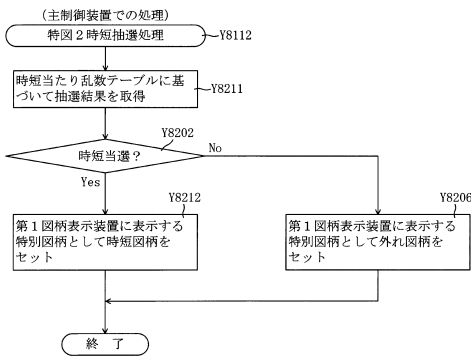 (主制御装置での処理)
特図2時短抽選処理
Y8112
時短当たり乱数テーブルに基
づいて抽選結果を取得
Y8211
時短当選？
Y8202
No
Yes
Y8212
第1図柄表示装置に表示する
特別図柄として時短図柄を
セット
Y8206
第1図柄表示装置に表示する
特別図柄として外れ図柄を
セット
終 了